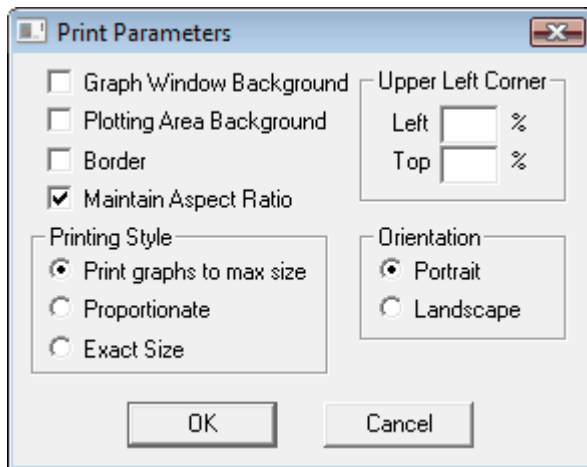 Print Parameters
Graph Window Background
Plotting Area Background
Border
Maintain Aspect Ratio
Upper Left Corner
Left %
Top %
Printing Style
Print graphs to max size
Proportionate
Exact Size
Orientation
Portrait
Landscape
OK
Cancel